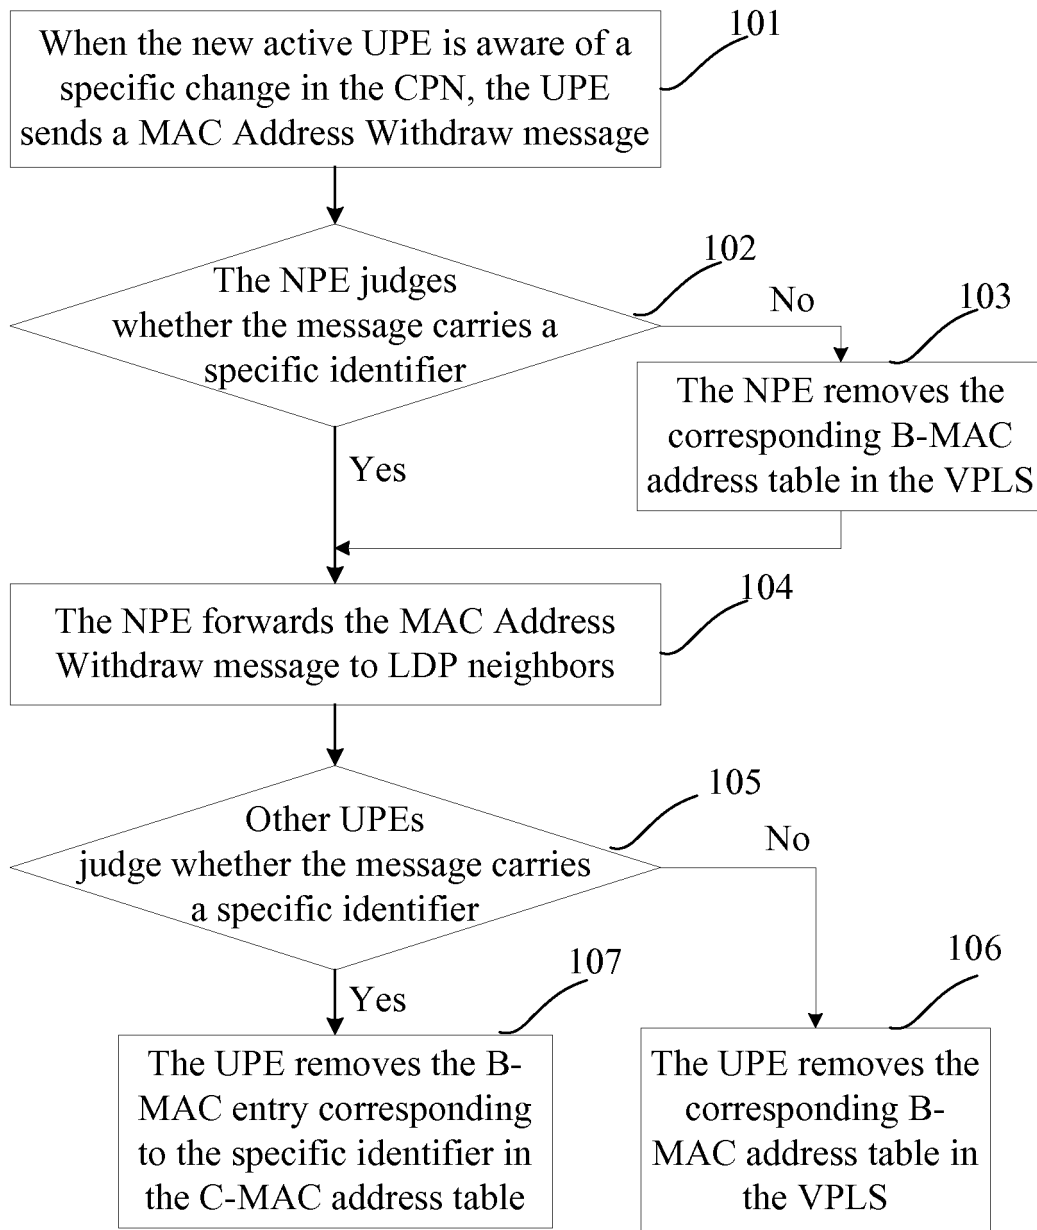 When the new active UPE is aware of a
specific change in the CPN, the UPE
sends a MAC Address Withdraw message
101
The NPE judges
whether the message carries a
specific identifier
102
No
103
The NPE removes the
corresponding B-MAC
address table in the VPLS
Yes
The NPE forwards the MAC Address
Withdraw message to LDP neighbors
104
Other UPEs
judge whether the message carries
a specific identifier
105
No
106
107
Yes
The UPE removes the B-
MAC entry corresponding
to the specific identifier in
the C-MAC address table
The UPE removes the
corresponding B-
MAC address table in
the VPLS